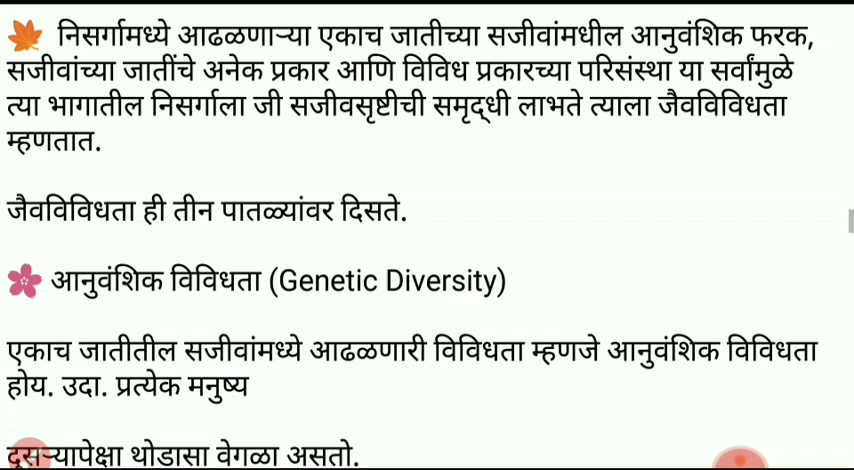 निसर्गामध्ये आढळणाऱ्या एकाच जातीच्या सजीवांमधील आनुवंशिक फरक,
सजीवांच्या जातींचे अनेक प्रकार आणि विविध प्रकारच्या परिसंस्था या सर्वांमुळे
त्या भागातील निसर्गाला जी सजीवसृष्टीची समृद्धी लाभते त्याला जैवविविधता
म्हणतात.
जैवविविधता ही तीन पातळ्यांवर दिसते.
आनुवंशिक विविधता (Genetic Diversity)
एकाच जातीतील सजीवांमध्ये आढळणारी विविधता म्हणजे आनुवंशिक विविधता
होय. उदा. प्रत्येक मनुष्य
दुसऱ्यापेक्षा थोडासा वेगळा असतो.